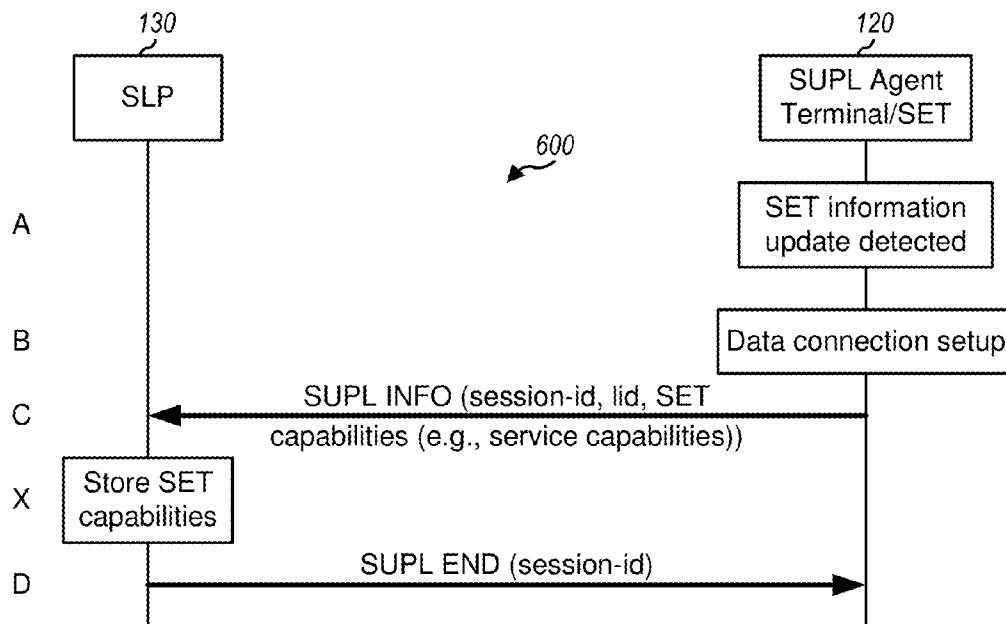 130
120
SLP
SUPL Agent
Terminal/SET
600
A
SET information
update detected
B
Data connection setup
C
SUPL INFO (session-id, lid, SET
capabilities (e.g., service capabilities))
X
Store SET
capabilities
D
SUPL END (session-id)